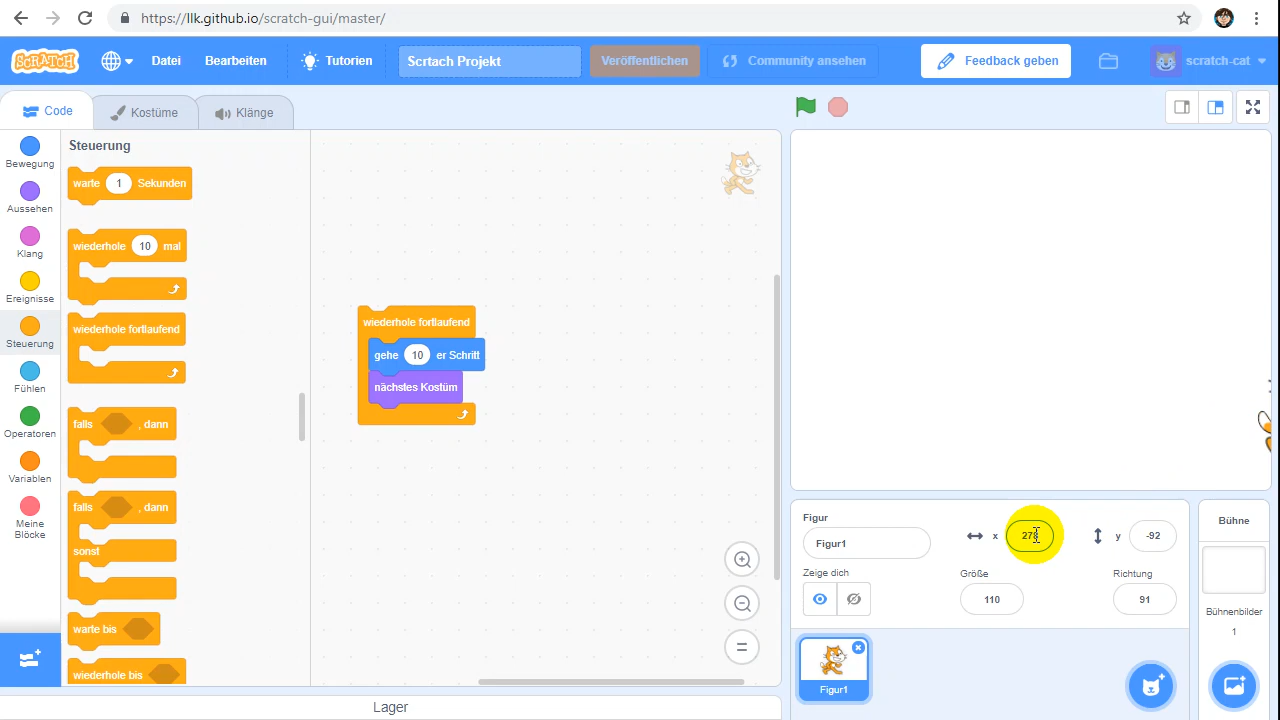 https://llk.github.io/scratch-gui/master/
SCRATCH Datei Bearbeiten Tutorien Scrtach Projekt Veröffentlichen Community ansehen Feedback geben scratch-cat
Code Kostüme Klänge
Bewegung
Aussehen
Klang
Ereignisse
Steuerung
Fühlen
Operatoren
Variablen
Meine
Blöcke
Steuerung
warte 1 Sekunden
wiederhole 10 mal
wiederhole fortlaufend
falls , dann
falls , dann
sonst
warte bis
wiederhole bis
wiederhole fortlaufend
gehe 10 er Schritt
nächstes Kostüm
Figur
Figur1 x 278 y -92
Zeige dich Größe Richtung
110 91
Figur1
Bühne
Bühnenbilder
1
Lager